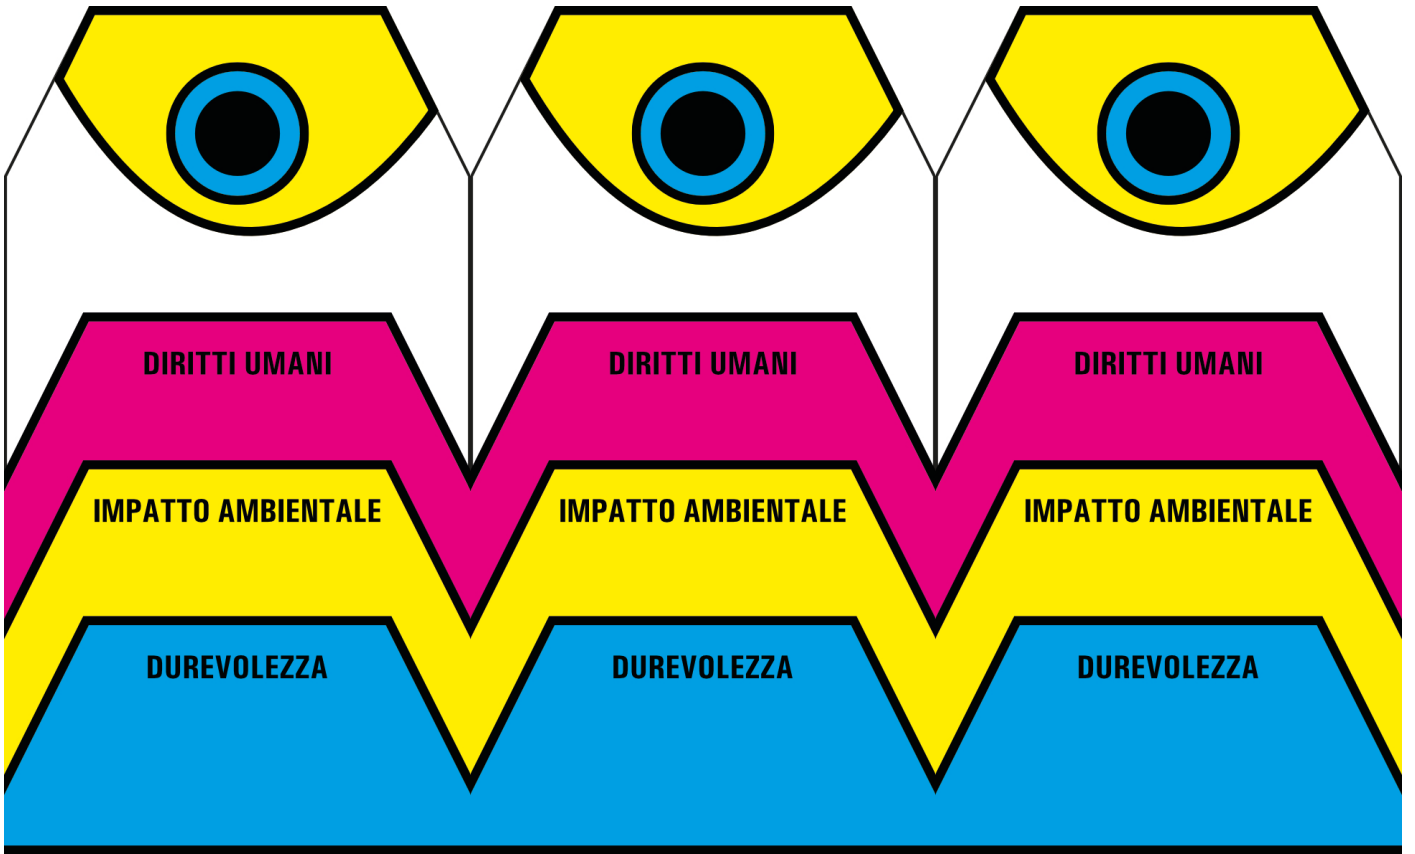 DIRITTI UMANI DIRITTI UMANI DIRITTI UMANI
IMPATTO AMBIENTALE IMPATTO AMBIENTALE IMPATTO AMBIENTALE
DUREVOLEZZA DUREVOLEZZA DUREVOLEZZA